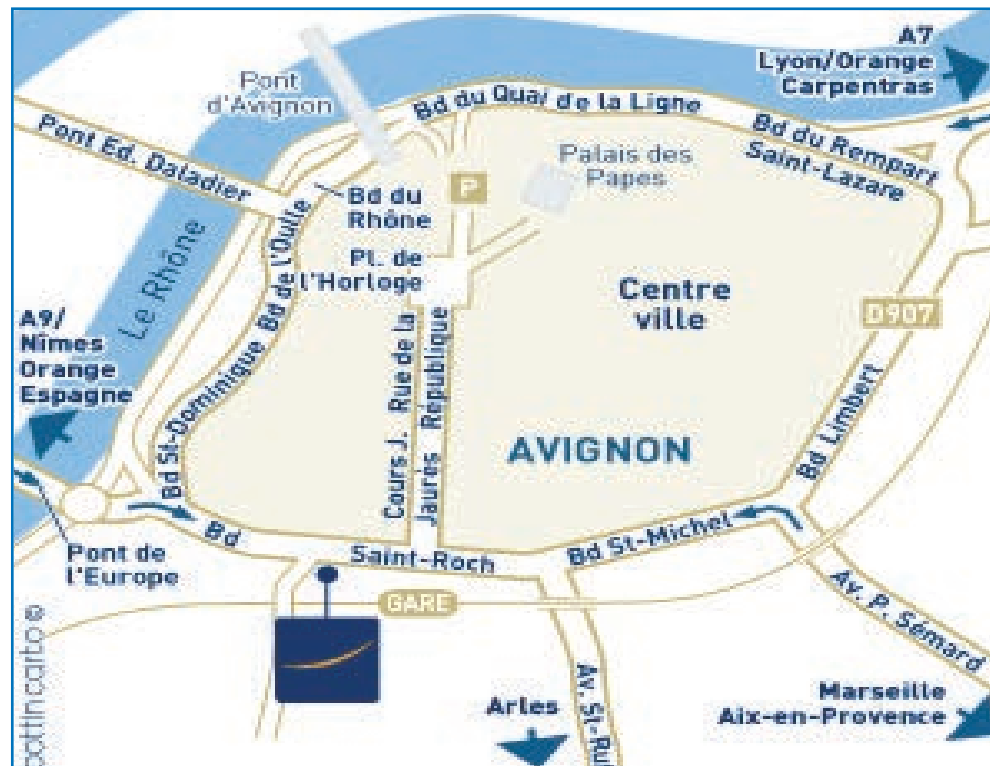 A7
Lyon/Orange
Carpentras
Pont
d'Avignon
Bd du Quai de la Ligne
Bd du Rempart
Saint-Lazare
Pont Ed. Daladier
Palais des
Papes
P
Bd du
Rhône
Bd de l'Oulle
Pl. de
l'Horloge
Le Rhône
Centre
ville
D907
A9/
Nîmes
Orange
Espagne
Rue de la
République
Bd St-Dominique
Bd Limbert
AVIGNON
Cours J.
Jaurès
Bd
Saint-Roch
Bd St-Michel
Pont de
l'Europe
GARE
Av. P. Sémard
Av. St-Ru
Arles
Marseille
Aix-en-Provence